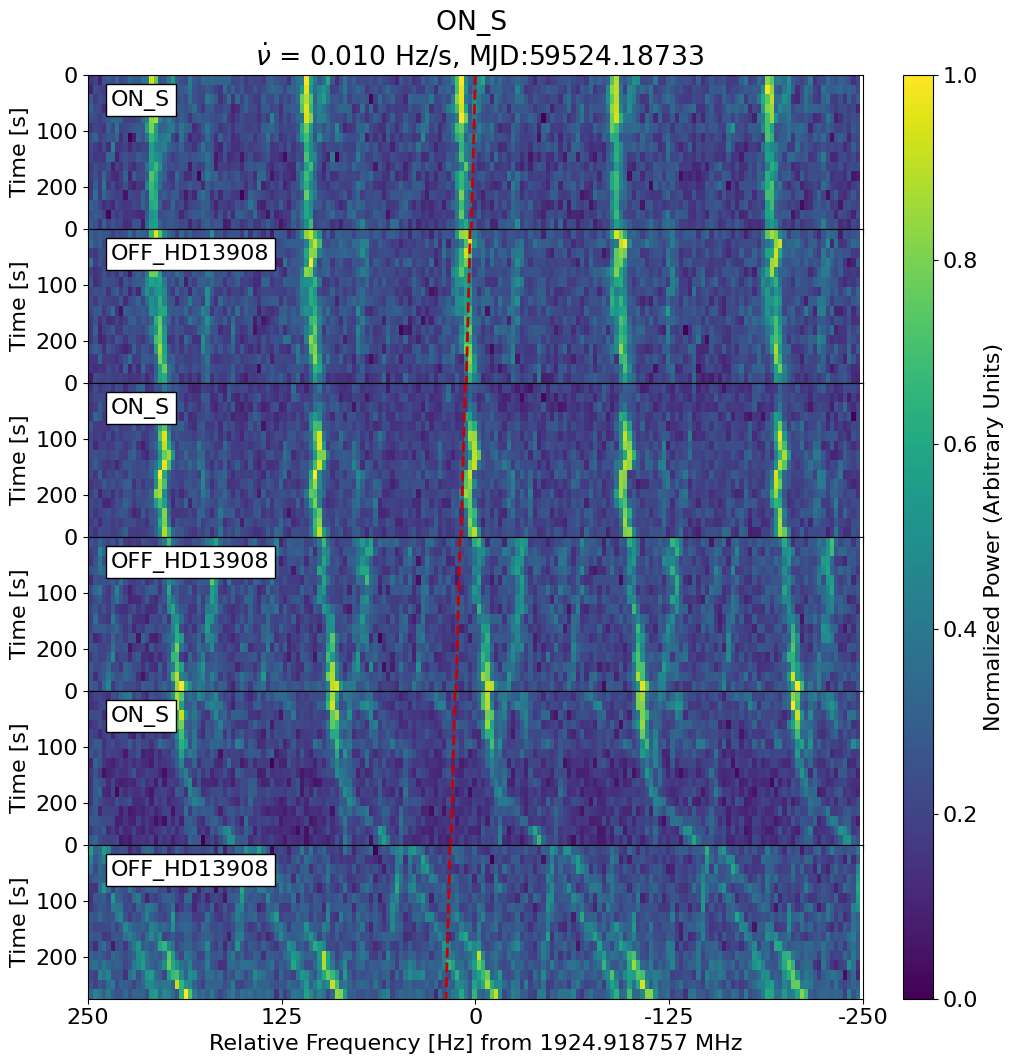 ON_S
ν̇ = 0.010 Hz/s, MJD:59524.18733
0
ON_S
100
200
Time [s]
0
OFF_HD13908
100
200
Time [s]
0
ON_S
100
200
Time [s]
0
OFF_HD13908
100
200
Time [s]
0
ON_S
100
200
Time [s]
0
OFF_HD13908
100
200
Time [s]
250 125 0 -125 -250
Relative Frequency [Hz] from 1924.918757 MHz
1.0
0.8
0.6
0.4
0.2
0.0
Normalized Power (Arbitrary Units)